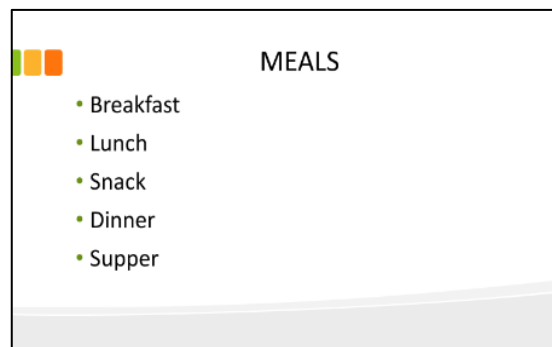 MEALS
• Breakfast
• Lunch
• Snack
• Dinner
• Supper